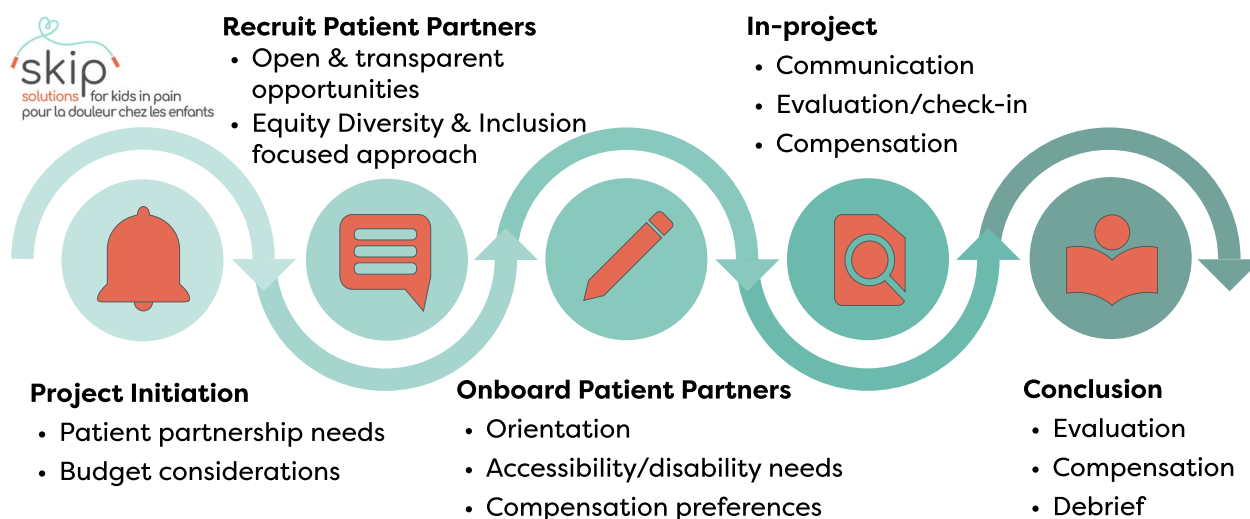 skip
solutions for kids in pain
pour la douleur chez les enfants
Recruit Patient Partners
• Open & transparent
opportunities
• Equity Diversity & Inclusion
focused approach
In-project
• Communication
• Evaluation/check-in
• Compensation
Project Initiation
• Patient partnership needs
• Budget considerations
Onboard Patient Partners
• Orientation
• Accessibility/disability needs
• Compensation preferences
Conclusion
• Evaluation
• Compensation
• Debrief